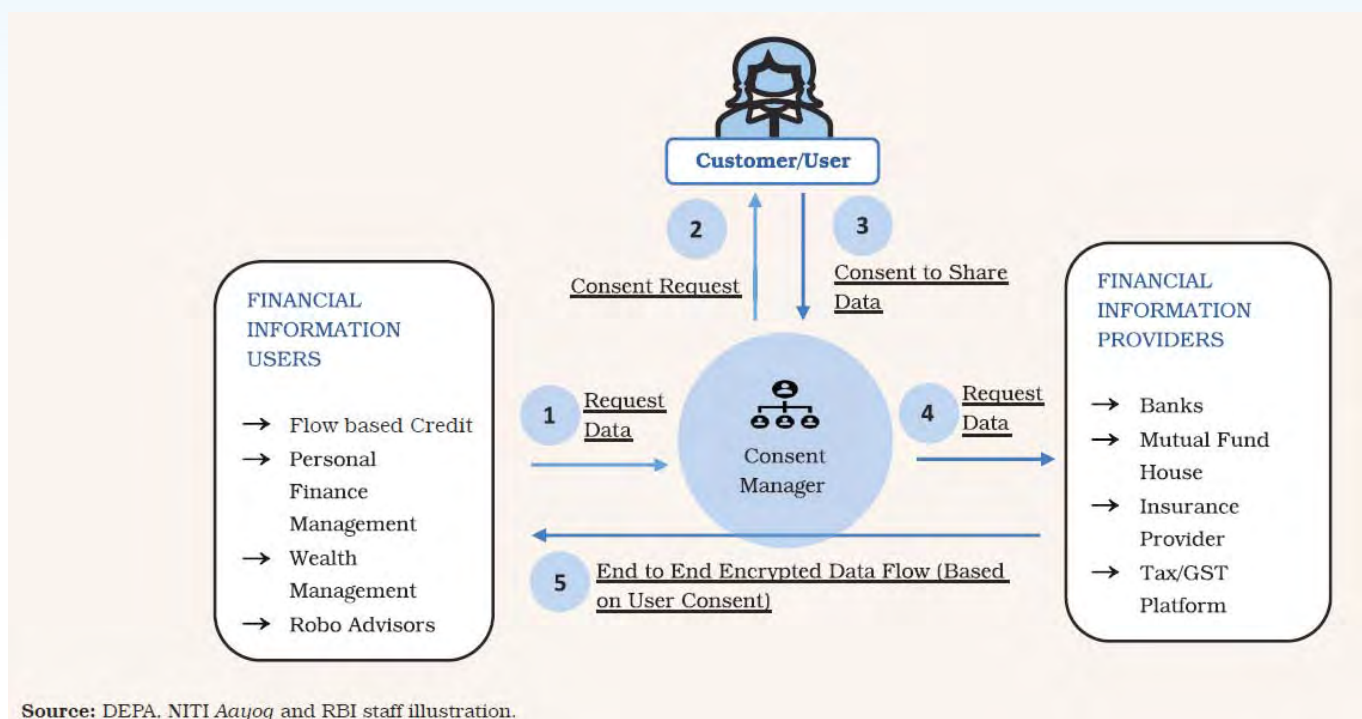 Customer/User
2
Consent Request
3
Consent to Share
Data
FINANCIAL
INFORMATION
USERS
→ Flow based Credit
→ Personal
Finance
Management
→ Wealth
Management
→ Robo Advisors
1
Request
Data
Consent
Manager
4
Request
Data
5
End to End Encrypted Data Flow (Based
on User Consent)
FINANCIAL
INFORMATION
PROVIDERS
→ Banks
→ Mutual Fund
House
→ Insurance
Provider
→ Tax/GST
Platform
Source: DEPA, NITI Aayog and RBI staff illustration.